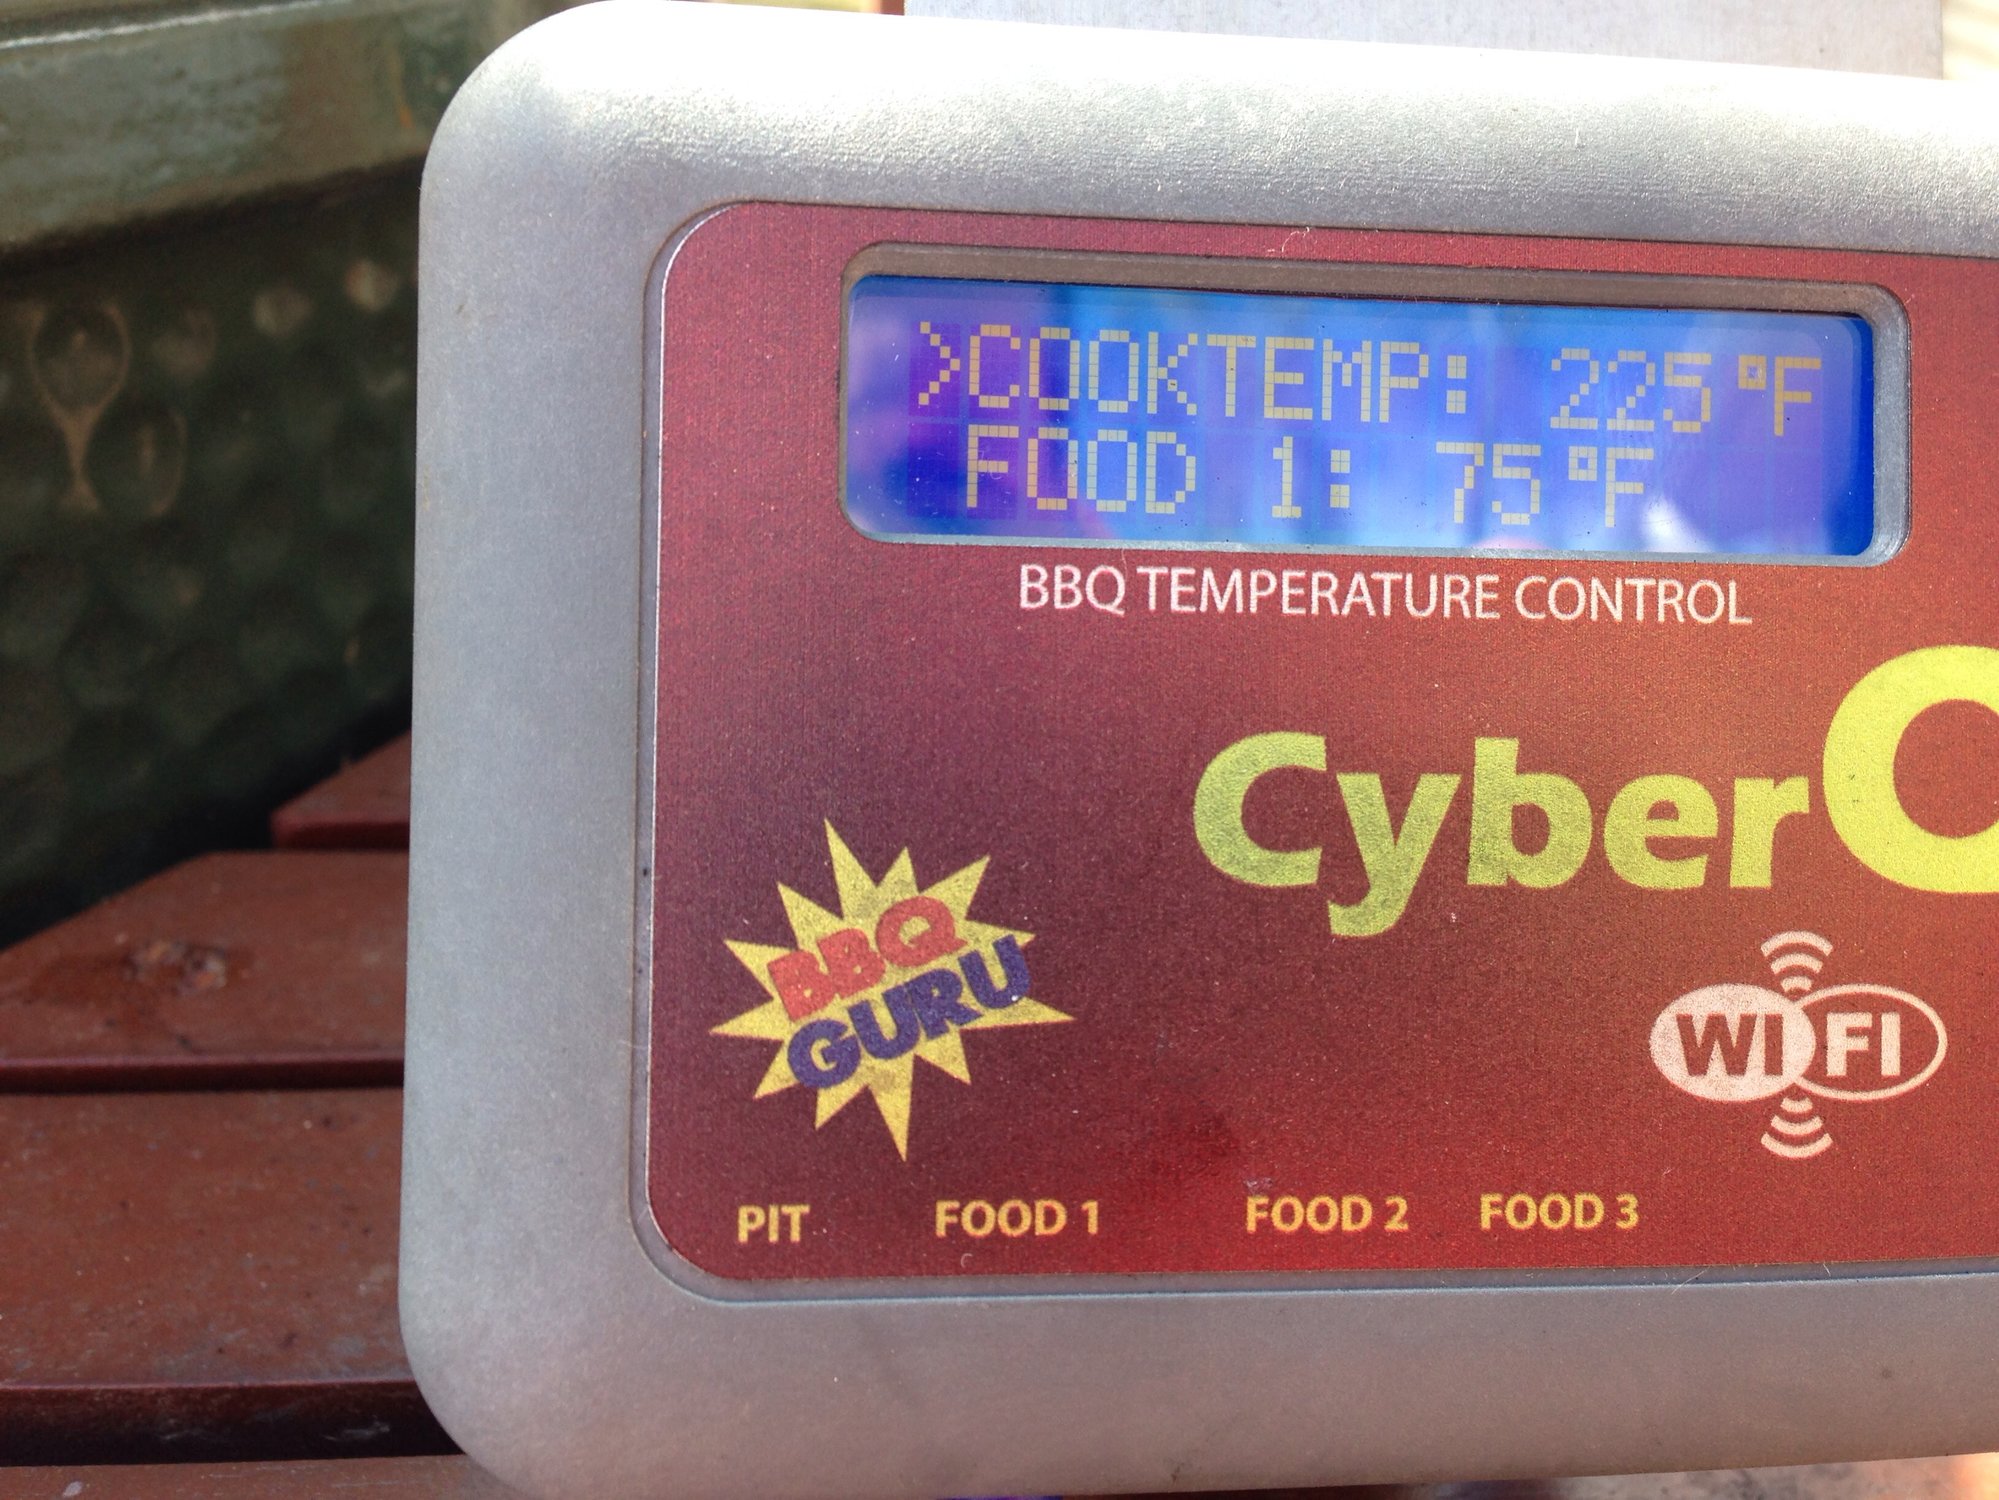 >COOKTEMP: 225°F
FOOD 1: 75°F
BBQ TEMPERATURE CONTROL
CyberC
BBQ
GURU
WI FI
PIT FOOD 1 FOOD 2 FOOD 3